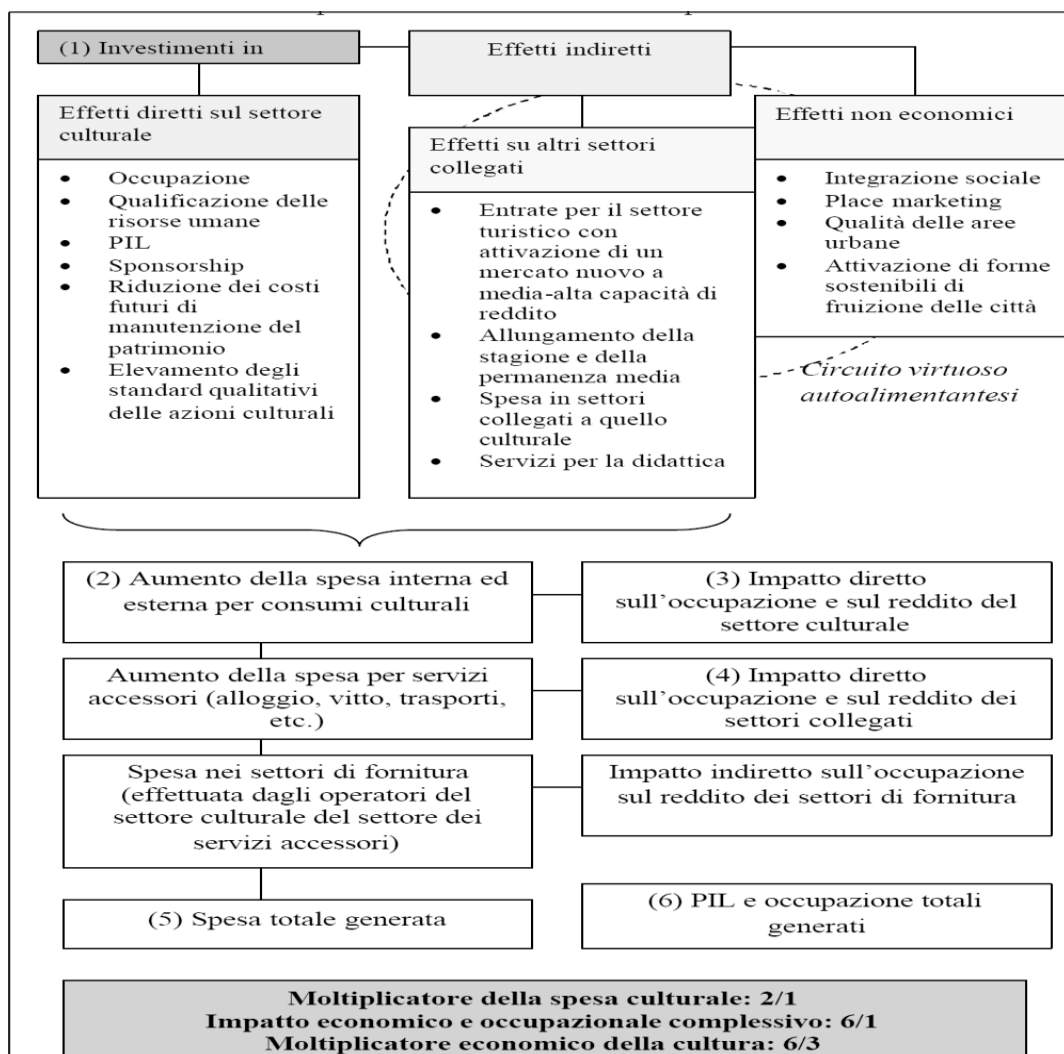 (1) Investimenti in
Effetti indiretti
Effetti diretti sul settore
culturale
• Occupazione
• Qualificazione delle
risorse umane
• PIL
• Sponsorship
• Riduzione dei costi
futuri di
manutenzione del
patrimonio
• Elevamento degli
standard qualitativi
delle azioni culturali
Effetti su altri settori
collegati
• Entrate per il settore
turistico con
attivazione di un
mercato nuovo a
media-alta capacità di
reddito
• Allungamento della
stagione e della
permanenza media
• Spesa in settori
collegati a quello
culturale
• Servizi per la didattica
Effetti non economici
• Integrazione sociale
• Place marketing
• Qualità delle aree
urbane
• Attivazione di forme
sostenibili di
fruizione delle città
Circuito virtuoso
autoalimentantesi
(2) Aumento della spesa interna ed
esterna per consumi culturali
(3) Impatto diretto
sull’occupazione e sul reddito del
settore culturale
Aumento della spesa per servizi
accessori (alloggio, vitto, trasporti,
etc.)
(4) Impatto diretto
sull’occupazione e sul reddito dei
settori collegati
Spesa nei settori di fornitura
(effettuata dagli operatori del
settore culturale del settore dei
servizi accessori)
Impatto indiretto sull’occupazione
sul reddito dei settori di fornitura
(5) Spesa totale generata
(6) PIL e occupazione totali
generati
Moltiplicatore della spesa culturale: 2/1
Impatto economico e occupazionale complessivo: 6/1
Moltiplicatore economico della cultura: 6/3